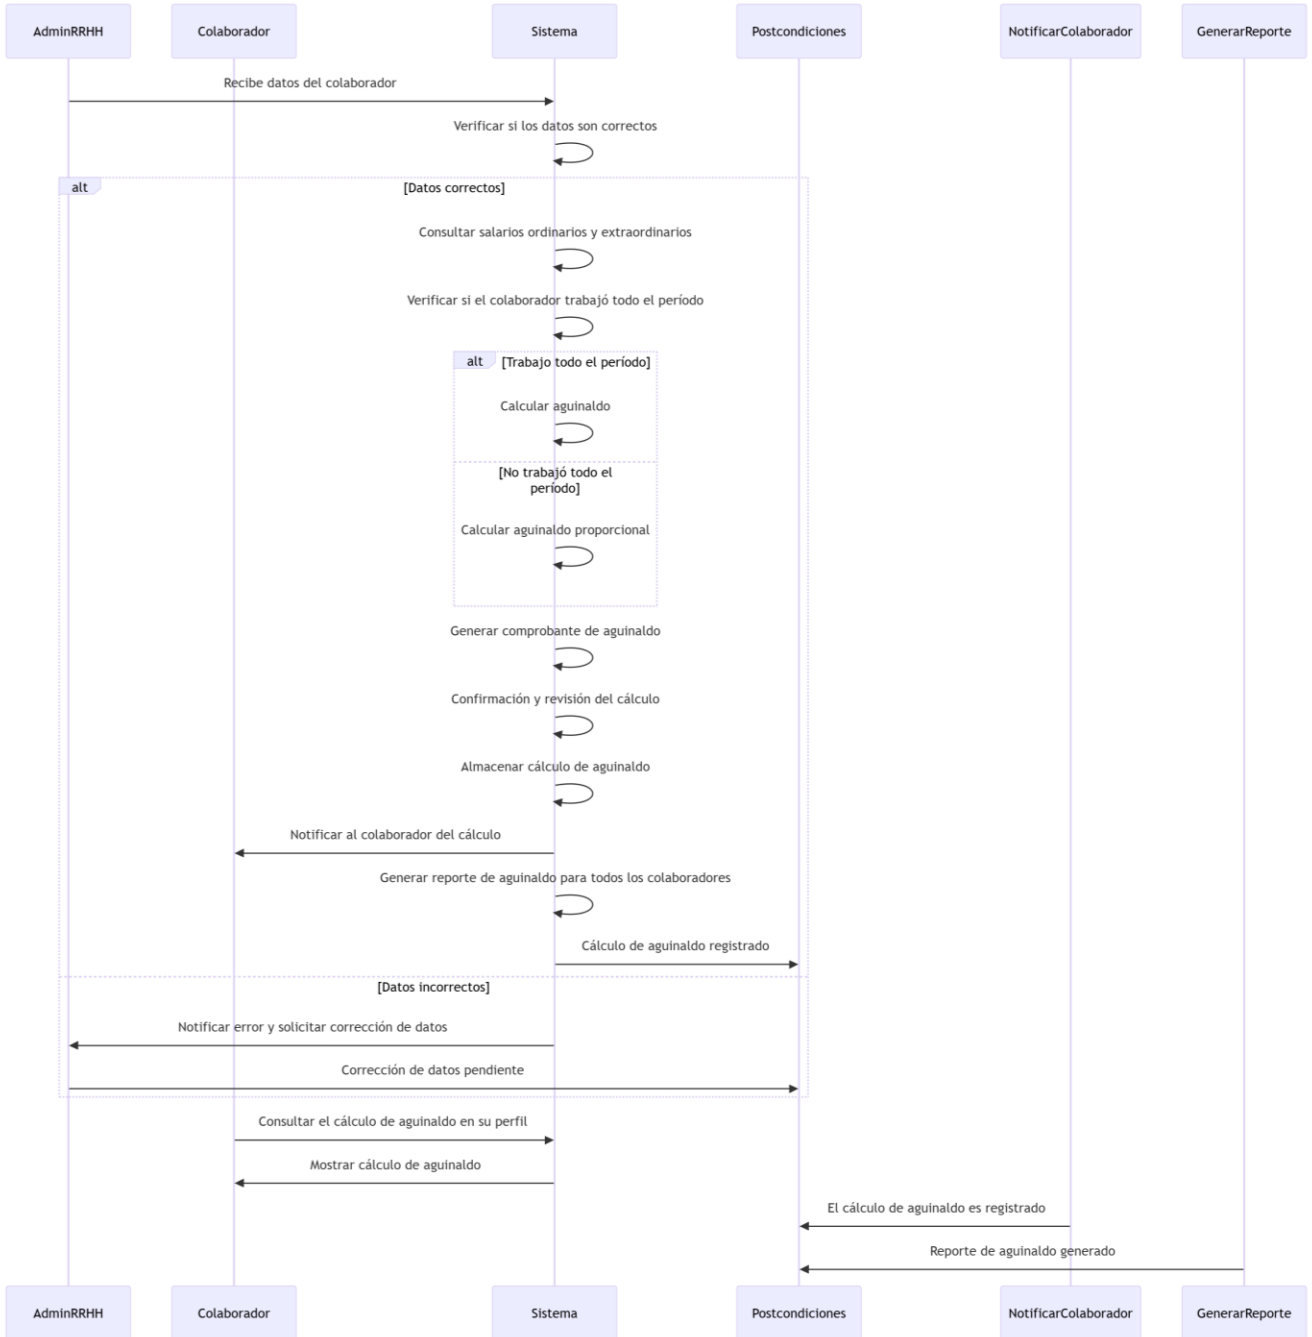 AdminRRHH
Colaborador
Sistema
Postcondiciones
NotificarColaborador
GenerarReporte
Recibe datos del colaborador
Verificar si los datos son correctos
alt
[Datos correctos]
Consultar salarios ordinarios y extraordinarios
Verificar si el colaborador trabajó todo el período
alt
[Trabajo todo el período]
Calcular aguinaldo
[No trabajó todo el
período]
Calcular aguinaldo proporcional
Generar comprobante de aguinaldo
Confirmación y revisión del cálculo
Almacenar cálculo de aguinaldo
Notificar al colaborador del cálculo
Generar reporte de aguinaldo para todos los colaboradores
Cálculo de aguinaldo registrado
[Datos incorrectos]
Notificar error y solicitar corrección de datos
Corrección de datos pendiente
Consultar el cálculo de aguinaldo en su perfil
Mostrar cálculo de aguinaldo
El cálculo de aguinaldo es registrado
Reporte de aguinaldo generado
AdminRRHH
Colaborador
Sistema
Postcondiciones
NotificarColaborador
GenerarReporte